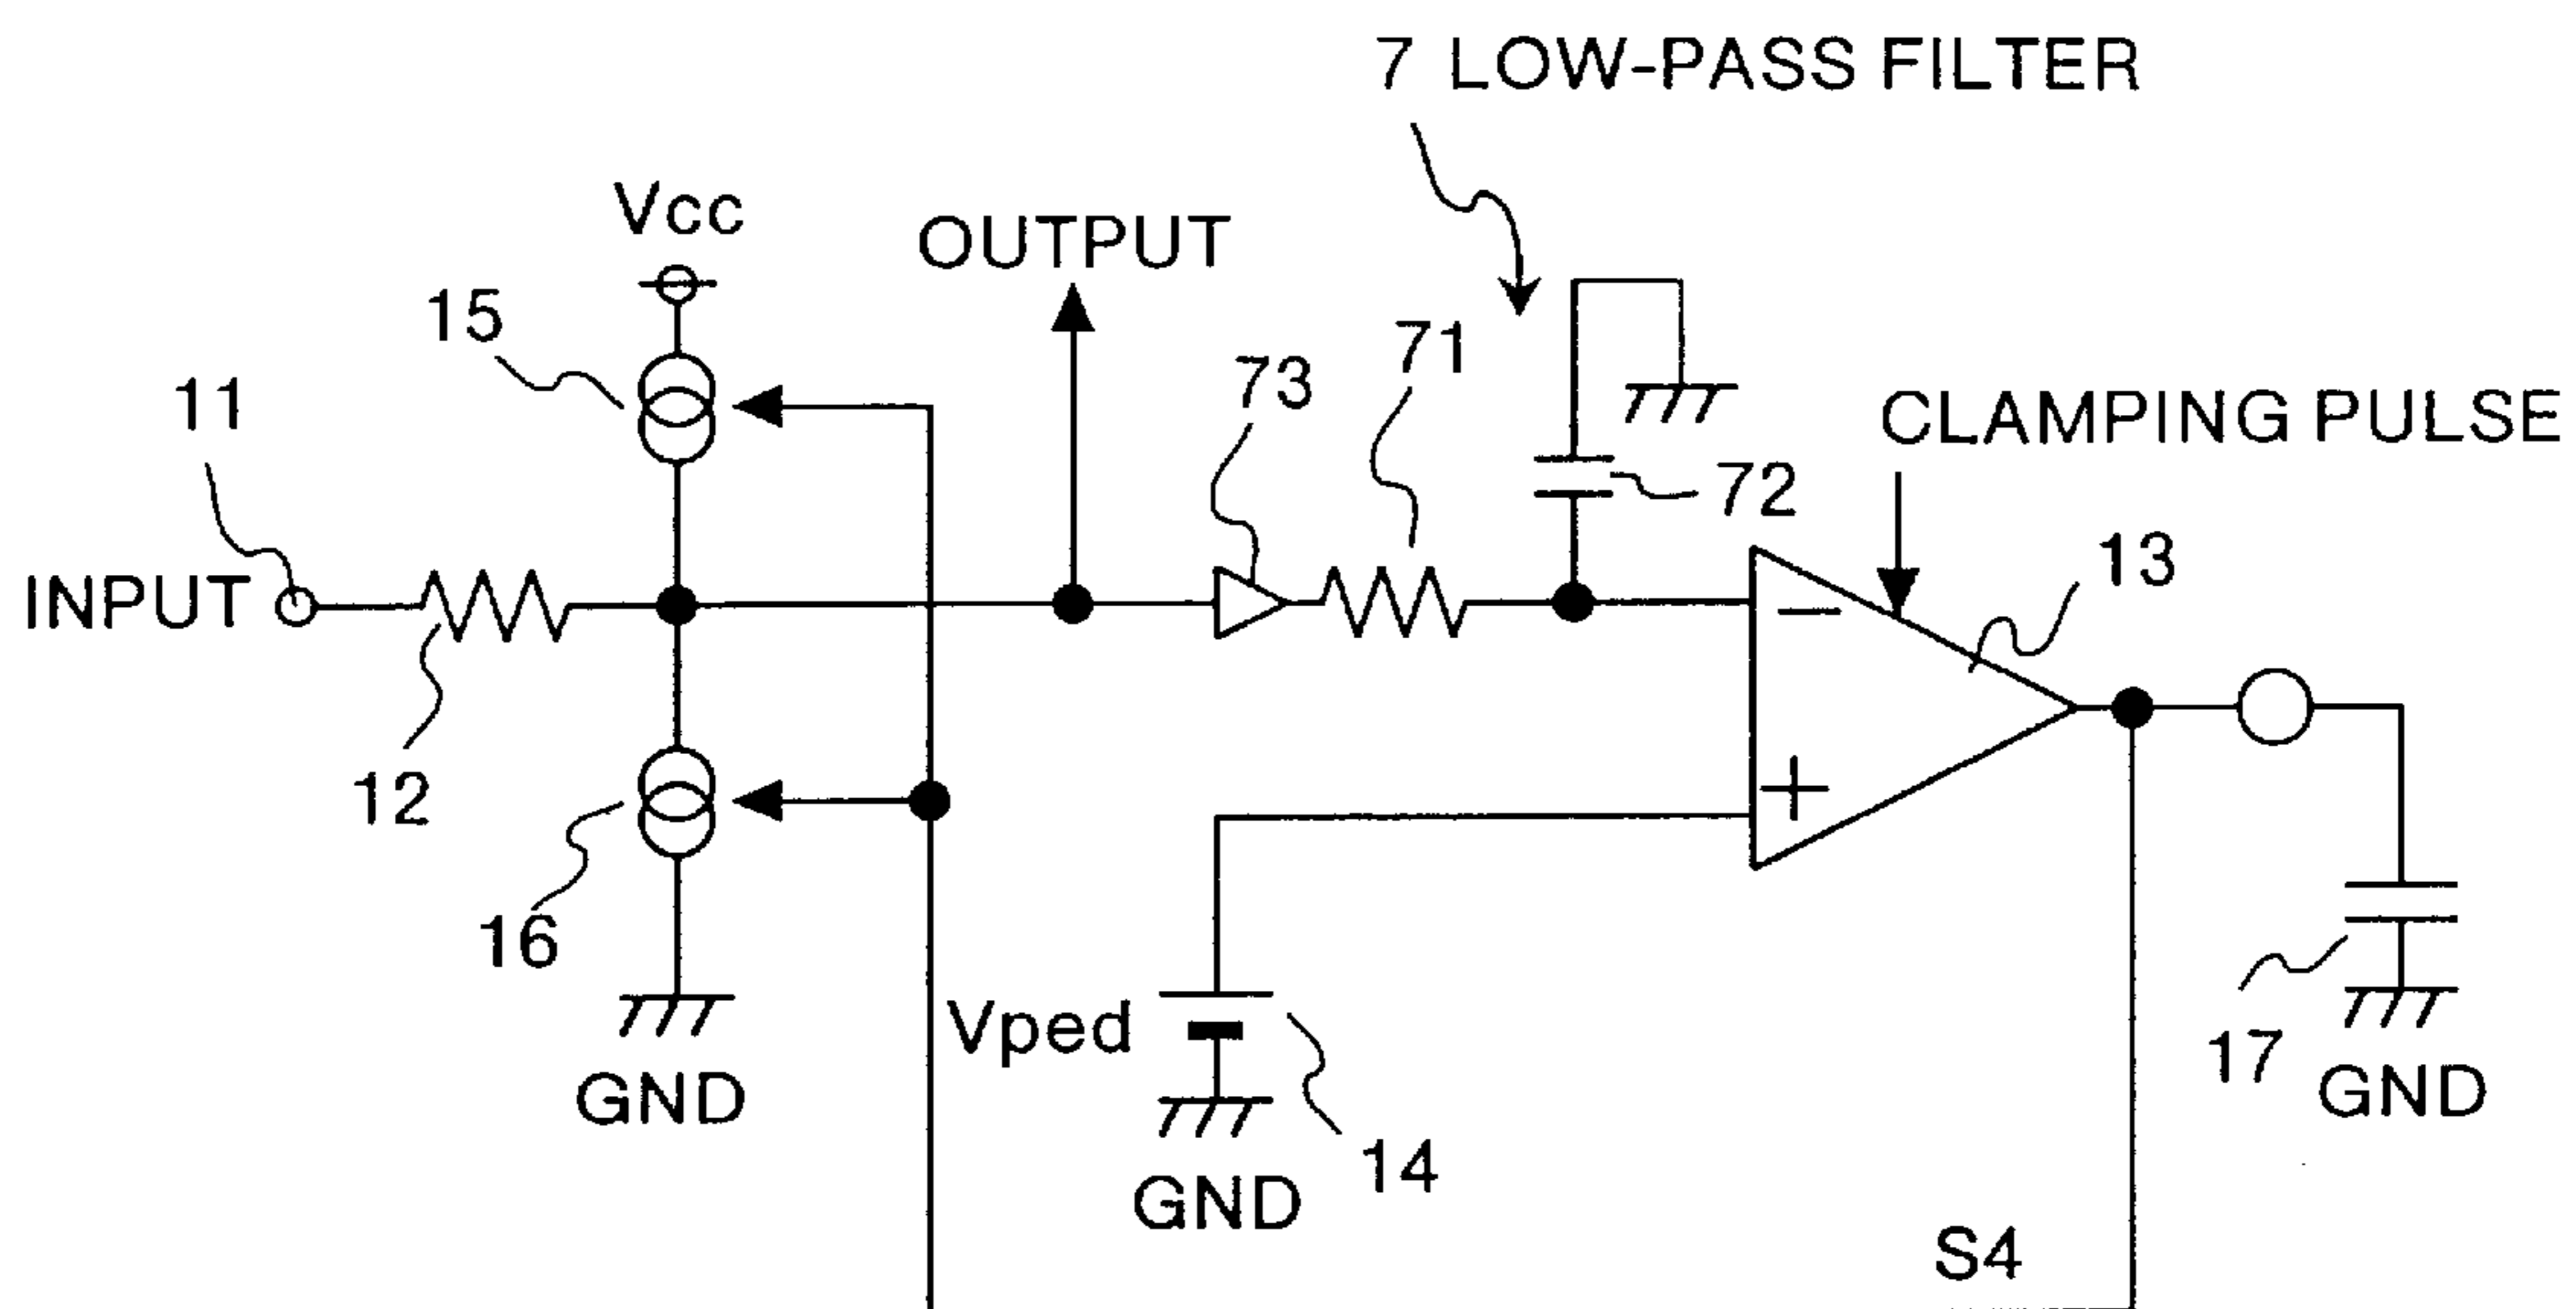 7 LOW-PASS FILTER
Vcc
OUTPUT
15
71
73
11
CLAMPING PULSE
72
13
INPUT
−
+
12
16
Vped
17
GND
GND
14
GND
S4